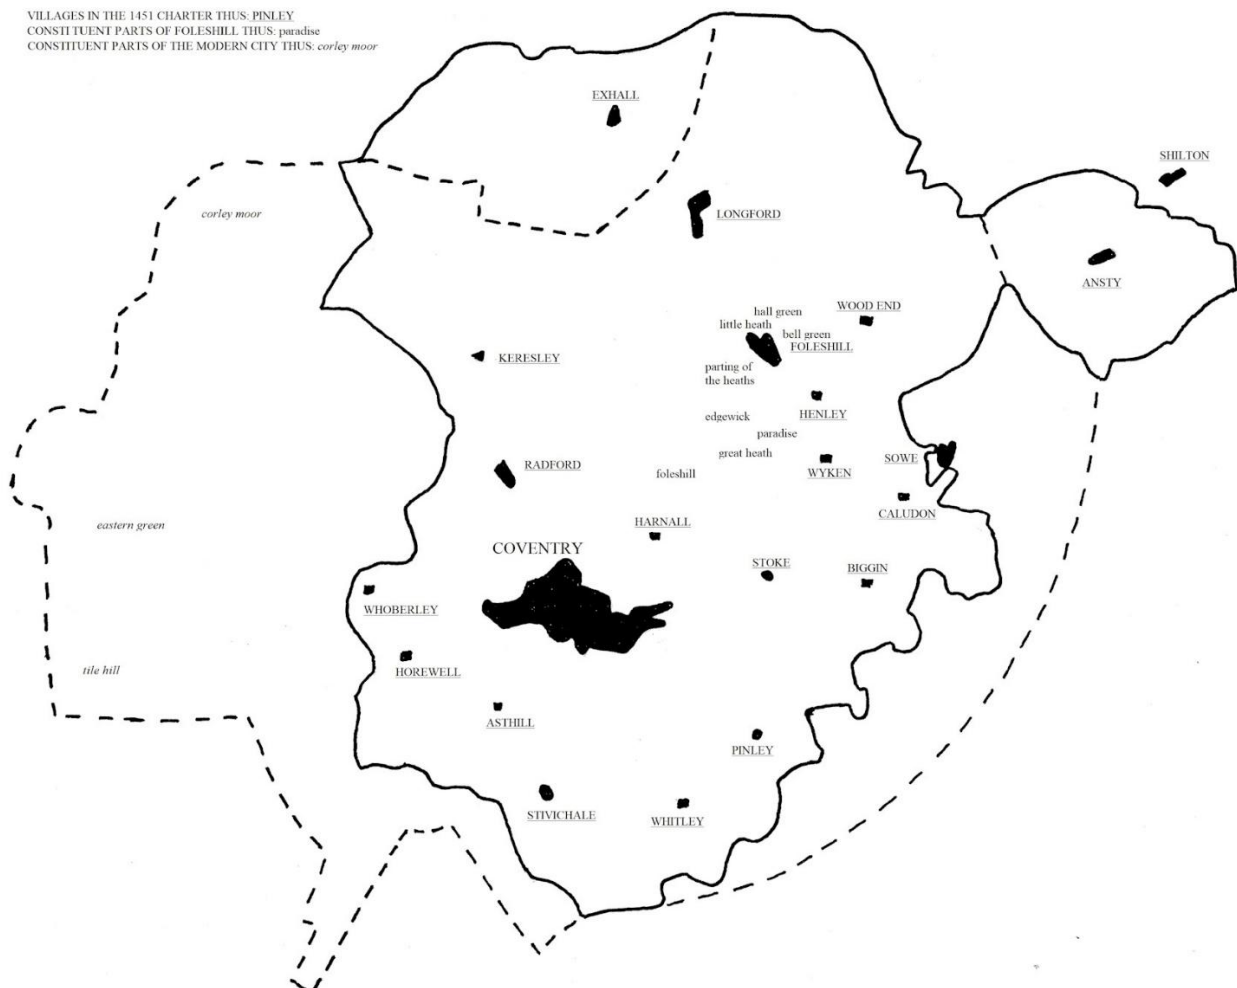 VILLAGES IN THE 1451 CHARTER THUS: PINLEY
CONSTITUENT PARTS OF FOLESHILL THUS: paradise
CONSTITUENT PARTS OF THE MODERN CITY THUS: corley moor
EXHALL
SHILTON
corley moor
LONGFORD
ANSTY
WOOD END
hall green
little heath
bell green
FOLESHILL
KERESLEY
parting of
the heaths
HENLEY
edgewick
paradise
great heath
SOWE
RADFORD
foleshill
WYKEN
CALUDON
eastern green
HARNALL
COVENTRY
STOKE
BIGGIN
WHOBERLEY
HOREWELL
tile hill
ASTHILL
PINLEY
STIVICHALE
WHITLEY